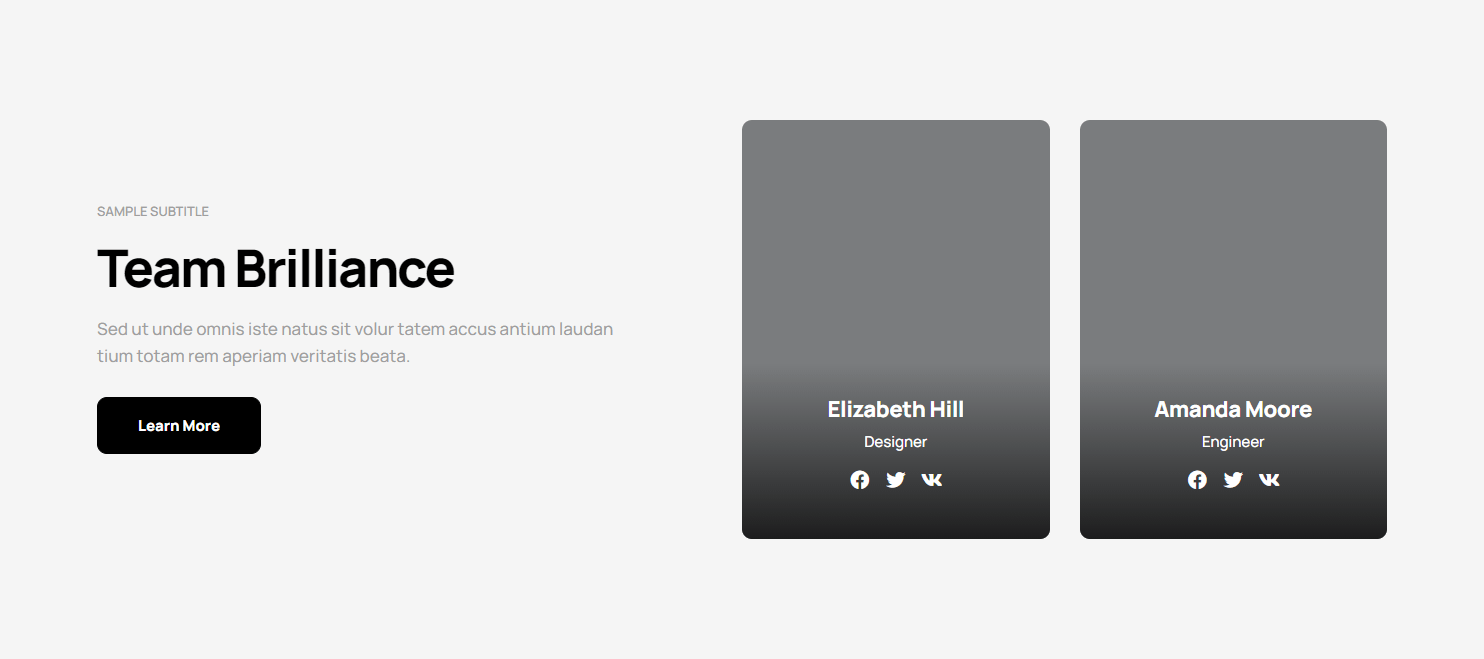 SAMPLE SUBTITLE
Team Brilliance
Sed ut unde omnis iste natus sit volur tatem accus antium laudan
tium totam rem aperiam veritatis beata.
Learn More
Elizabeth Hill
Designer
Amanda Moore
Engineer